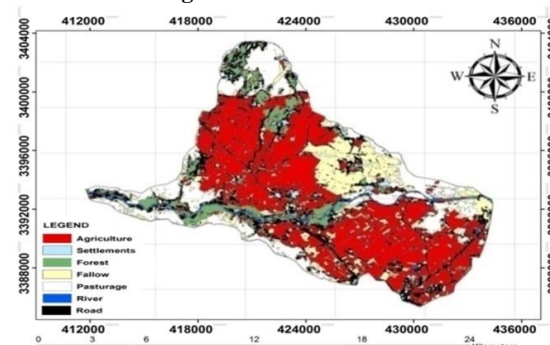 412000 418000 424000 430000 436000
3404000
3400000
3396000
3392000
3388000
N
W E
S
LEGEND
Agriculture
Settlements
Forest
Fallow
Pasturage
River
Road
412000 418000 424000 430000 436000
0 3 6 12 18 24